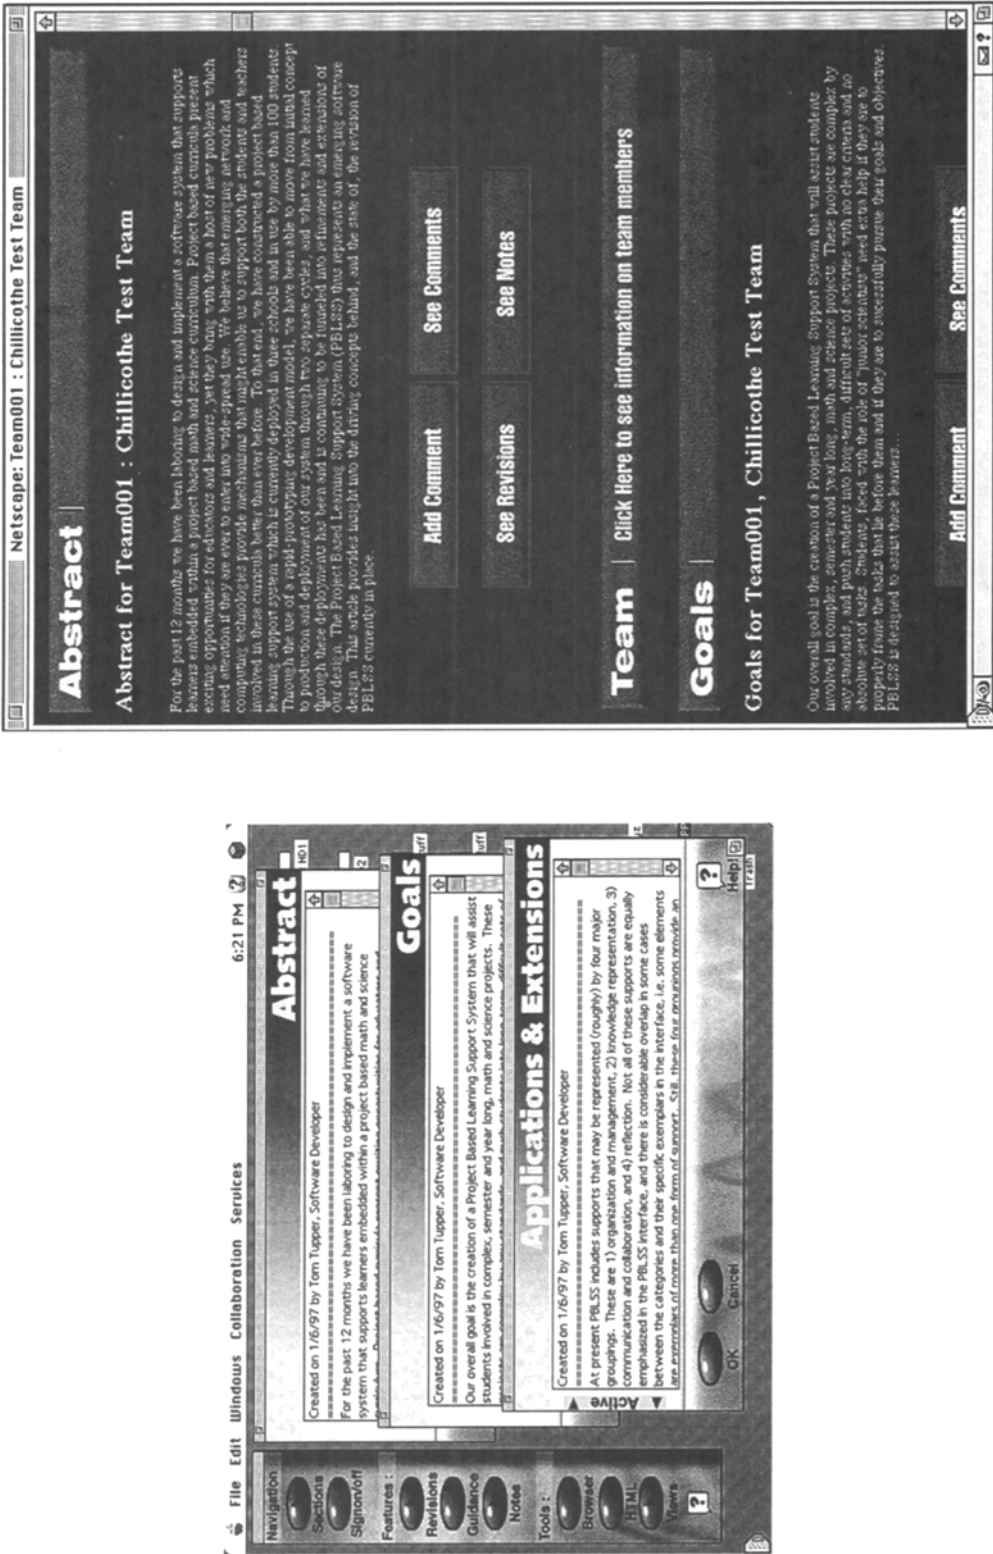 File Edit Windows Collaboration Services 6:21 PM
Navigation :
Sections
Signon/off
Features :
Revisions
Guidance
Notes
Tools :
Browser
HTML
Views
?
Abstract
HD1
Created on 1/6/97 by Tom Tupper, Software Developer
For the past 12 months we have been laboring to design and implement a software
system that supports learners embedded within a project based math and science
Goals
Created on 1/6/97 by Tom Tupper, Software Developer
Our overall goal is the creation of a Project Based Learning Support System that will assist
students involved in complex, semester and year long, math and science projects. These
Applications & Extensions
Created on 1/6/97 by Tom Tupper, Software Developer
At present PBLSS includes supports that may be represented (roughly) by four major
groupings. These are 1) organization and management, 2) knowledge representation, 3)
communication and collaboration, and 4) reflection. Not all of these supports are equally
emphasized in the PBLSS interface, and there is considerable overlap in some cases
between the categories and their specific exemplars in the interface, i.e. some elements
are exemplars of more than one form of support. Still, these four groupings provide an
Active
OK
Cancel
?
Help!
Trash
Netscape: Team001 : Chillicothe Test Team
Abstract
Abstract for Team001 : Chillicothe Test Team
For the past 12 months we have been laboring to design and implement a software system that support
learners embedded within a project based math and science curriculum. Project based curricula present
exciting opportunities for educators and learners, yet they bring with them a host of new problems which
need attention if they are ever to enter into wide-spread use. We believe that emerging network and
computing technologies provide mechanisms that might enable us to support both the students and teachers
involved in these curricula better than ever before. To that end, we have constructed a project based
learning support system which is currently deployed in three schools and in use by more than 100 students.
Through the use of a rapid-prototyping development model, we have been able to move from initial concept
to production and deployment of our system through two separate cycles, and what we have learned
through these deployments has been and is continuing to be funneled into refinements and extensions of
our design. The Project Based Learning Support System (PBLSS) thus represents an emerging software
design. This article provides insight into the driving concepts behind, and the state of, the revision of
PBLSS currently in place.
Add Comment
See Comments
See Revisions
See Notes
Team | Click Here to see information on team members
Goals
Goals for Team001 , Chillicothe Test Team
Our overall goal is the creation of a Project Based Learning Support System that will assist students
involved in complex, semester and year long, math and science projects. These projects are complex by
any standards, and push students into long-term, difficult sets of activities with no clear criteria and no
absolute set of tasks. Students, faced with the role of "junior scientist" need extra help if they are to
properly frame the tasks that lie before them and if they are to successfully pursue their goals and objectives.
PBLSS is designed to assist these learners.
Add Comment
See Comments